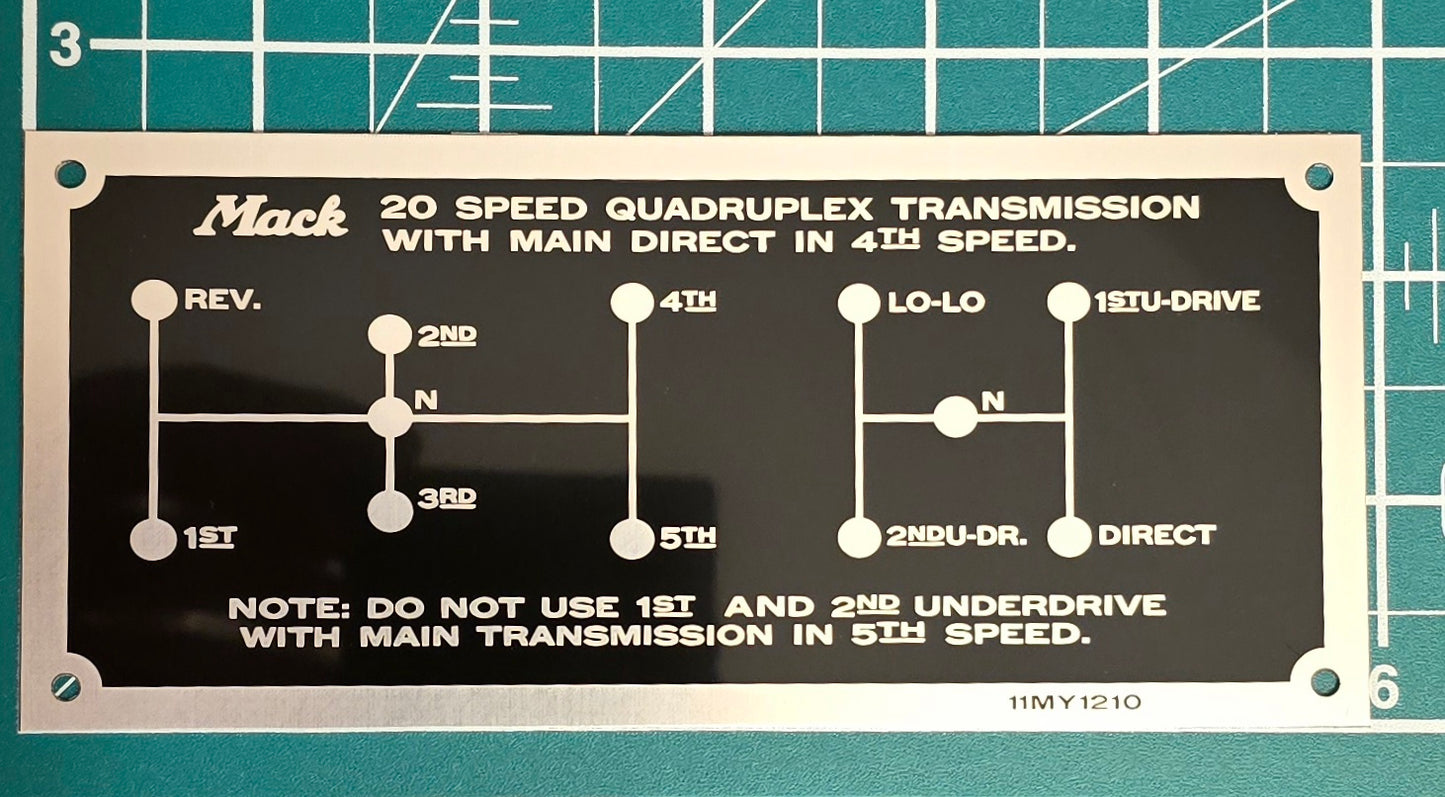 3
Mack 20 SPEED QUADRUPLEX TRANSMISSION
WITH MAIN DIRECT IN 4TH SPEED.
REV.
2ND
4TH
LO-LO
1STU-DRIVE
N
N
3RD
1ST
5TH
2NDU-DR.
DIRECT
NOTE: DO NOT USE 1ST AND 2ND UNDERDRIVE
WITH MAIN TRANSMISSION IN 5TH SPEED.
11MY1210
6